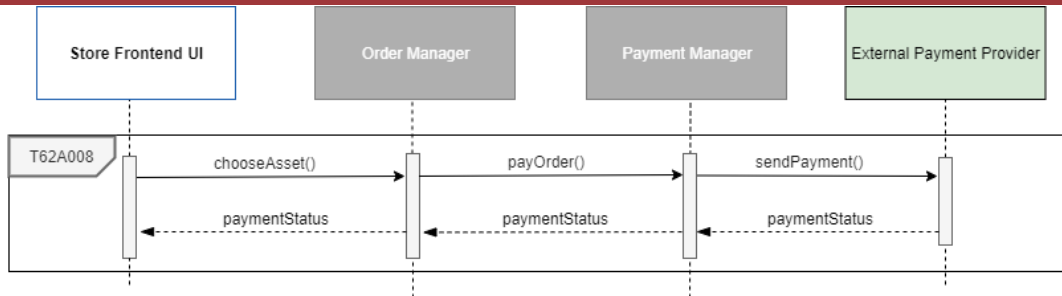 Store Frontend UI
Order Manager
Payment Manager
External Payment Provider
T62A008
chooseAsset()
payOrder()
sendPayment()
paymentStatus
paymentStatus
paymentStatus